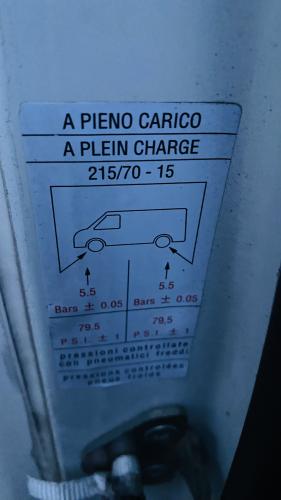 A PIENO CARICO
A PLEIN CHARGE
215/70 - 15
5.5 5.5
Bars ± 0.05 Bars ± 0.05
79,5 79,5
P.S.I. ± 1 P.S.I. ± 1
pressioni controllate
con pneumatici freddi
pressions controlées
pneus froids